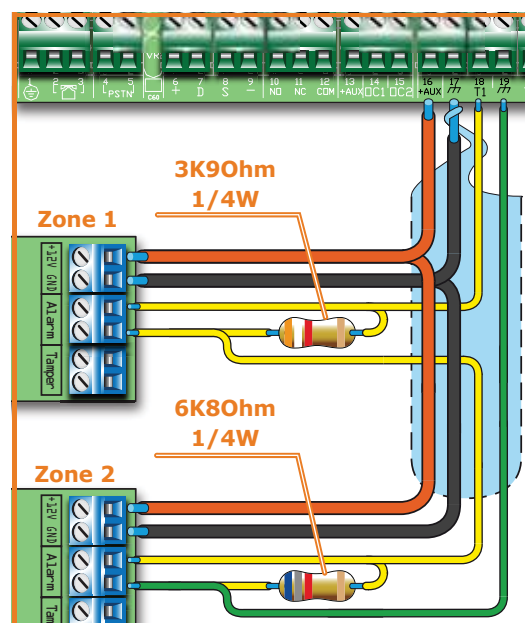 VK
C60
1 2 3 4 5 6 7 8 9 10 11 12 13 14 15 16 17 18 19
PSTN + D S − NO NC COM +AUX OC1 OC2 +AUX T1
3K9Ohm
1/4W
Zone 1
+12V GND
Alarm
Tamper
6K8Ohm
1/4W
Zone 2
+12V GND
Alarm
Tam